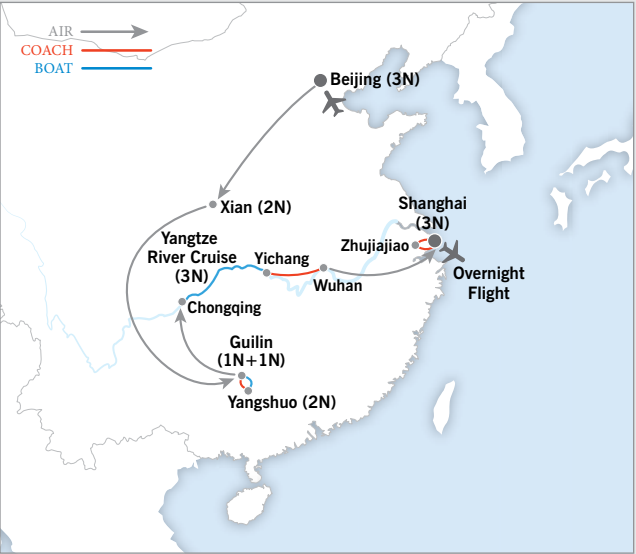 AIR
COACH
BOAT
Beijing (3N)
Xian (2N)
Shanghai
(3N)
Yangtze
River Cruise
(3N)
Yichang
Zhujiajiao
Wuhan
Overnight
Flight
Chongqing
Guilin
(1N+1N)
Yangshuo (2N)